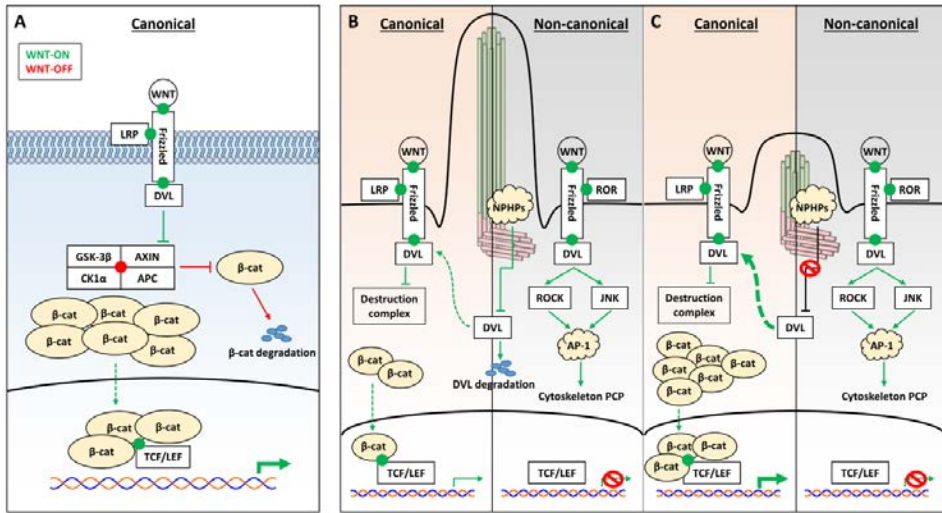 A
Canonical
WNT-ON
WNT-OFF
WNT
LRP
Frizzled
DVL
GSK-3β
AXIN
CK1α
APC
β-cat
β-cat degradation
β-cat
β-cat
β-cat
β-cat
β-cat
β-cat
β-cat
β-cat
β-cat
TCF/LEF
B
Canonical
Non-canonical
WNT
LRP
Frizzled
DVL
Destruction
complex
NPHPs
WNT
Frizzled
ROR
DVL
ROCK
JNK
AP-1
Cytoskeleton PCP
DVL
DVL degradation
β-cat
β-cat
β-cat
TCF/LEF
TCF/LEF
C
Canonical
Non-canonical
WNT
LRP
Frizzled
DVL
Destruction
complex
NPHPs
WNT
Frizzled
ROR
DVL
ROCK
JNK
AP-1
Cytoskeleton PCP
DVL
β-cat
β-cat
β-cat
β-cat
β-cat
β-cat
β-cat
β-cat
β-cat
TCF/LEF
TCF/LEF